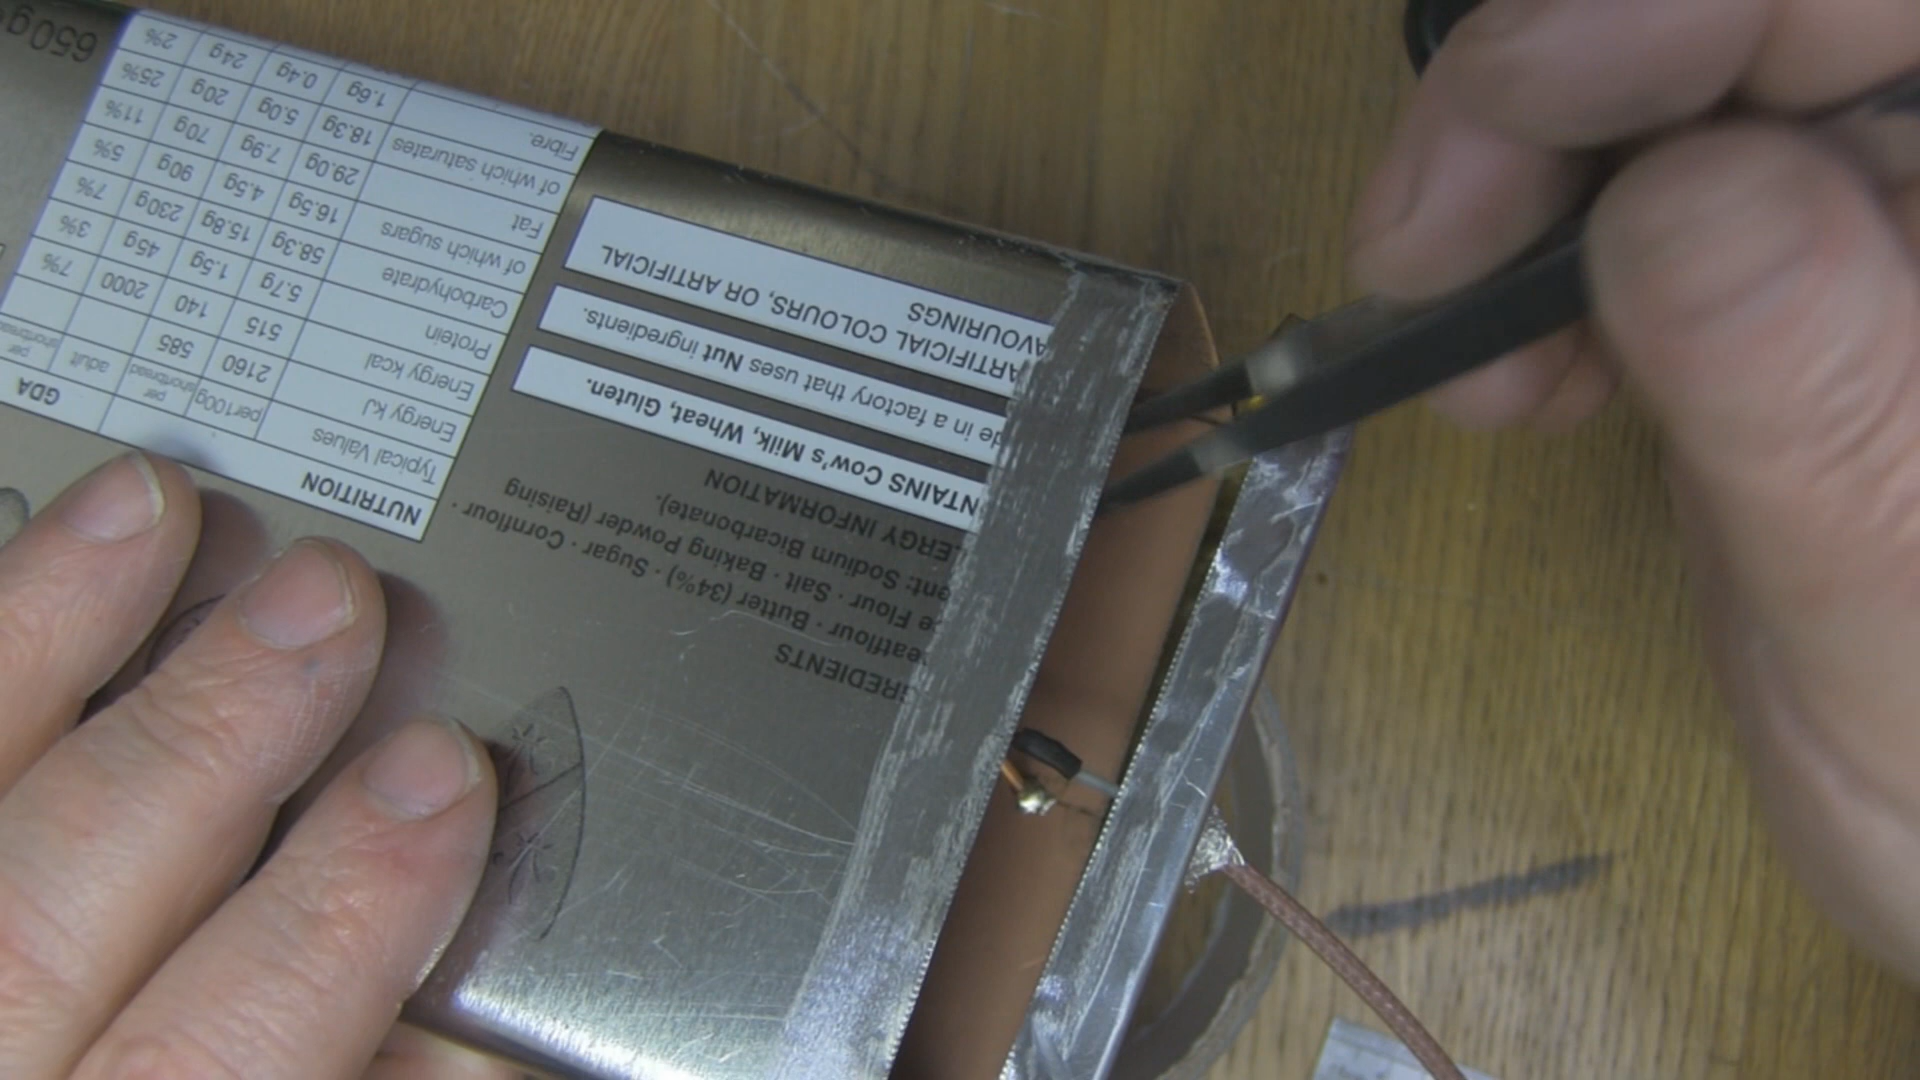 GREDIENTS
eatflour · Butter (34%) · Sugar · Cornflour ·
e Flour · Salt · Baking Powder (Raising
ent: Sodium Bicarbonate).
LERGY INFORMATION
NTAINS Cow's Milk, Wheat, Gluten.
de in a factory that uses Nut ingredients.
ARTIFICIAL COLOURS, OR ARTIFICIAL
AVOURINGS
NUTRITION GDA
Typical Values per100g per shortbread adult per shortbread
Energy kJ 2160 585
Energy kcal 515 140 2000 7%
Protein 5.7g 1.5g 45g 3%
Carbohydrate 58.3g 15.8g 230g 7%
of which sugars 16.5g 4.5g 90g 5%
Fat 29.0g 7.9g 70g 11%
of which saturates 18.3g 5.0g 20g 25%
Fibre. 1.6g 0.4g 24g 2%
650g